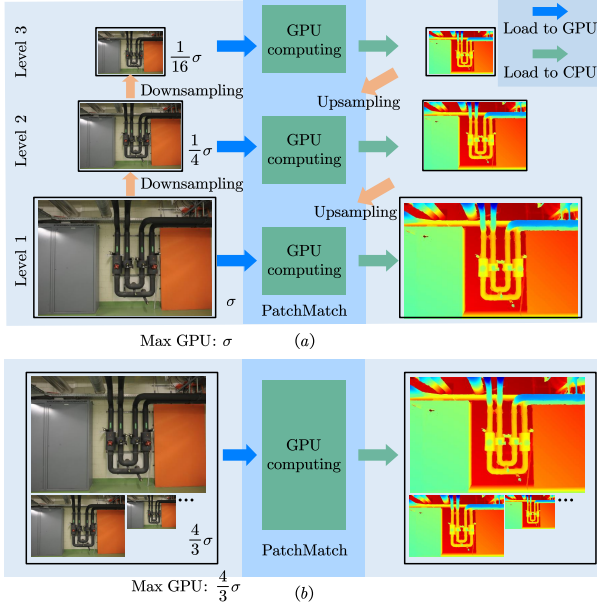 Level 3
1/16 σ
GPU
computing
Load to GPU
Load to CPU
Downsampling
Upsampling
Level 2
1/4 σ
GPU
computing
Downsampling
Upsampling
Level 1
σ
GPU
computing
PatchMatch
Max GPU: σ
(a)
GPU
computing
...
4/3 σ
...
PatchMatch
Max GPU: 4/3 σ
(b)